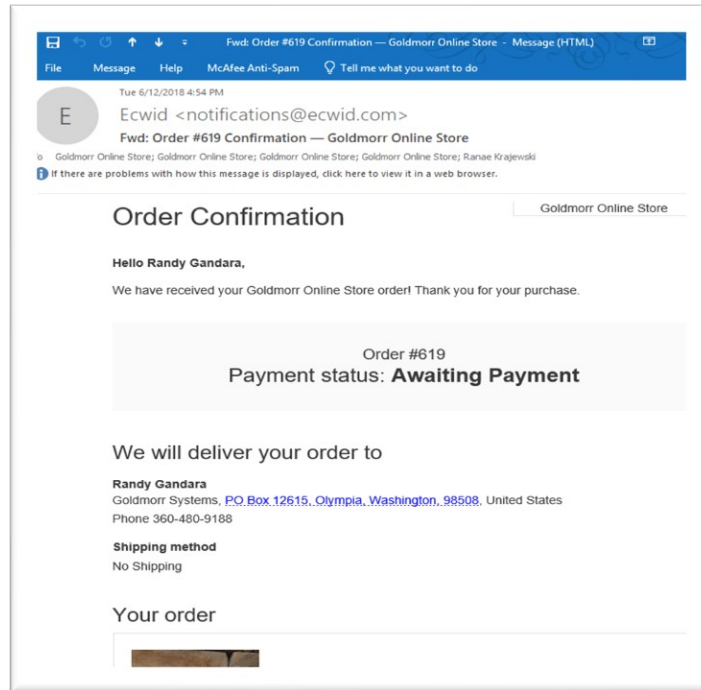 Fwd: Order #619 Confirmation — Goldmorr Online Store - Message (HTML)
File Message Help McAfee Anti-Spam Tell me what you want to do
Tue 6/12/2018 4:54 PM
E
Ecwid <notifications@ecwid.com>
Fwd: Order #619 Confirmation — Goldmorr Online Store
Goldmorr Online Store; Goldmorr Online Store; Goldmorr Online Store; Goldmorr Online Store; Ranae Krajewski
If there are problems with how this message is displayed, click here to view it in a web browser.
Goldmorr Online Store
Order Confirmation
Hello Randy Gandara,
We have received your Goldmorr Online Store order! Thank you for your purchase.
Order #619
Payment status: Awaiting Payment
We will deliver your order to
Randy Gandara
Goldmorr Systems, PO Box 12615, Olympia, Washington, 98508, United States
Phone 360-480-9188
Shipping method
No Shipping
Your order